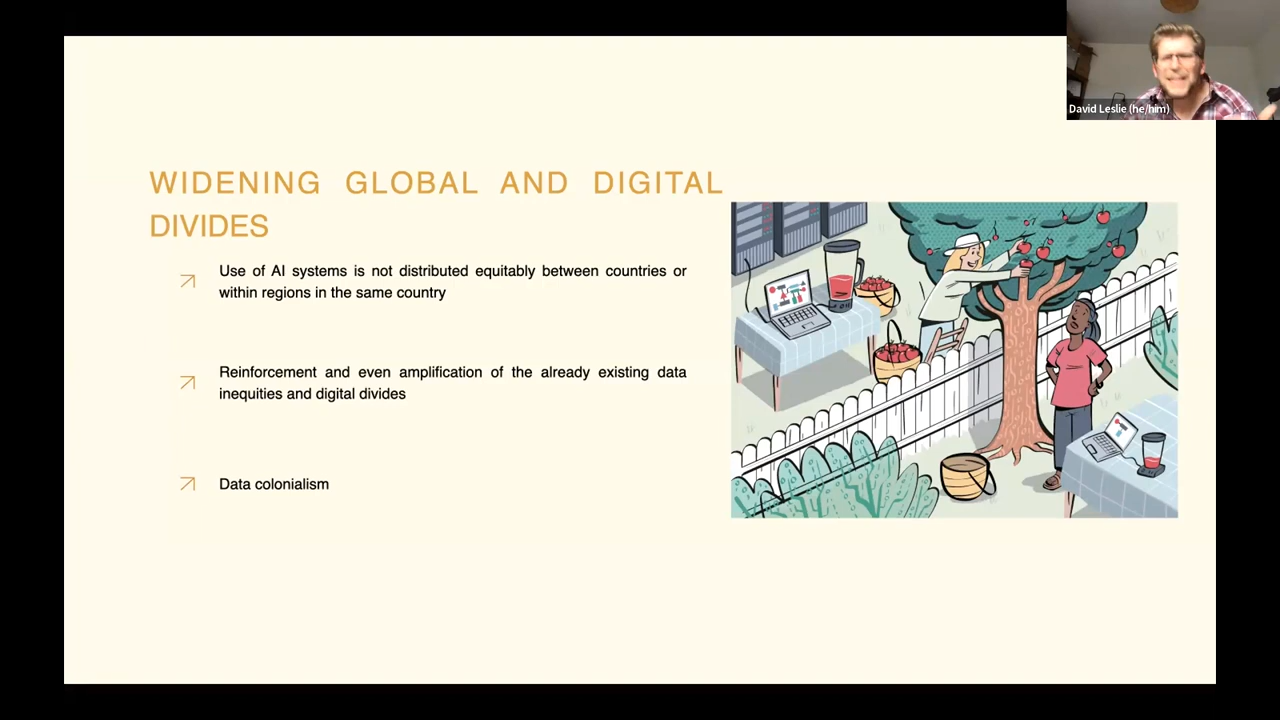 David Leslie (he/him)
WIDENING GLOBAL AND DIGITAL
DIVIDES
Use of AI systems is not distributed equitably between countries or
within regions in the same country
Reinforcement and even amplification of the already existing data
inequities and digital divides
Data colonialism